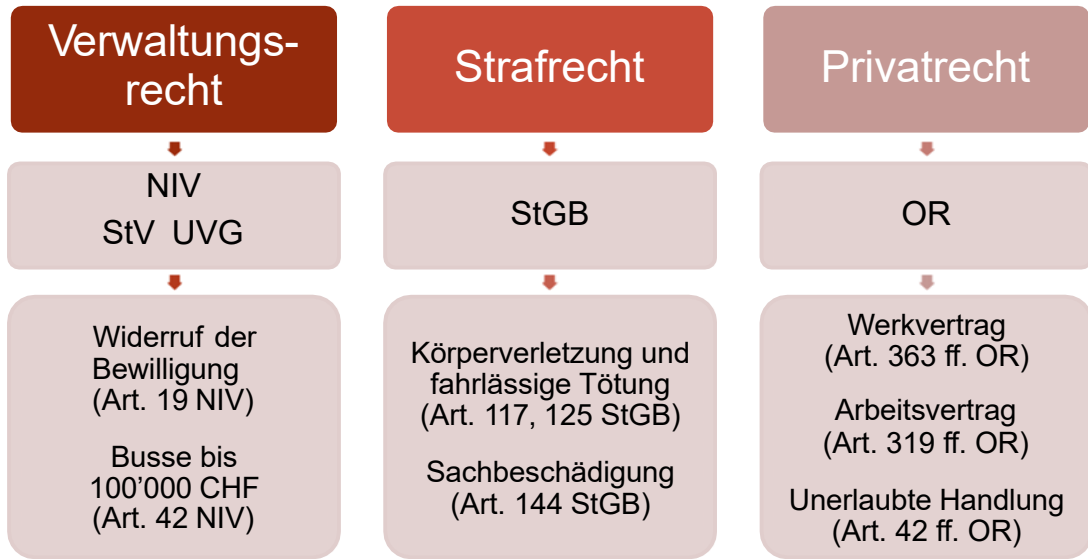 Verwaltungs-
recht
NIV
StV UVG
Widerruf der
Bewilligung
(Art. 19 NIV)
Busse bis
100’000 CHF
(Art. 42 NIV)
Strafrecht
StGB
Körperverletzung und
fahrlässige Tötung
(Art. 117, 125 StGB)
Sachbeschädigung
(Art. 144 StGB)
Privatrecht
OR
Werkvertrag
(Art. 363 ff. OR)
Arbeitsvertrag
(Art. 319 ff. OR)
Unerlaubte Handlung
(Art. 42 ff. OR)